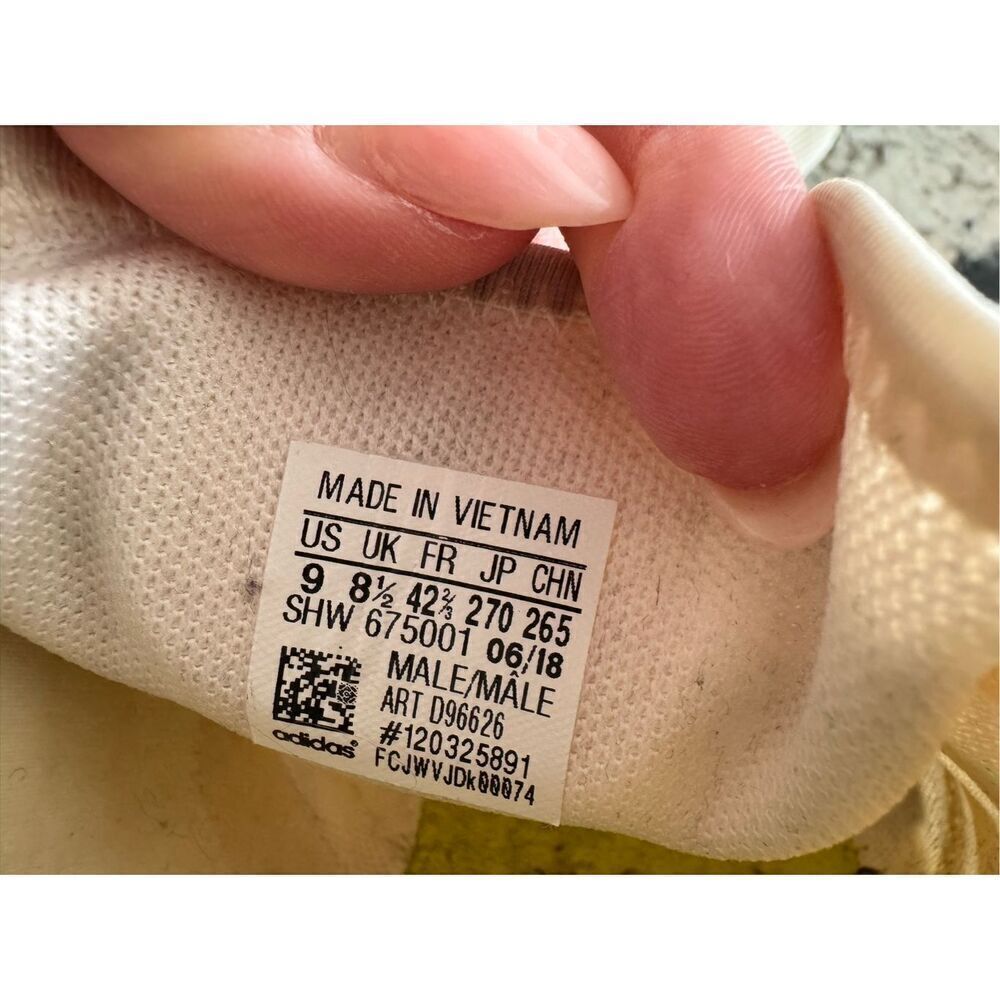 MADE IN VIETNAM
US UK FR JP CHN
9 8½ 42⅔ 270 265
SHW 675001 06/18
MALE/MÂLE
ART D96626
#120325891
FCJWVJDk00074
adidas®